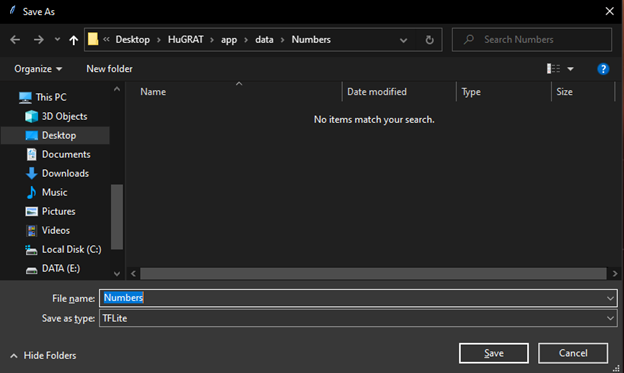 Save As
« Desktop > HuGRAT > app > data > Numbers
Search Numbers
Organize
New folder
?
Name
Date modified
Type
Size
No items match your search.
This PC
3D Objects
Desktop
Documents
Downloads
Music
Pictures
Videos
Local Disk (C:)
DATA (E:)
File name: Numbers
Save as type: TFLite
Hide Folders
Save
Cancel